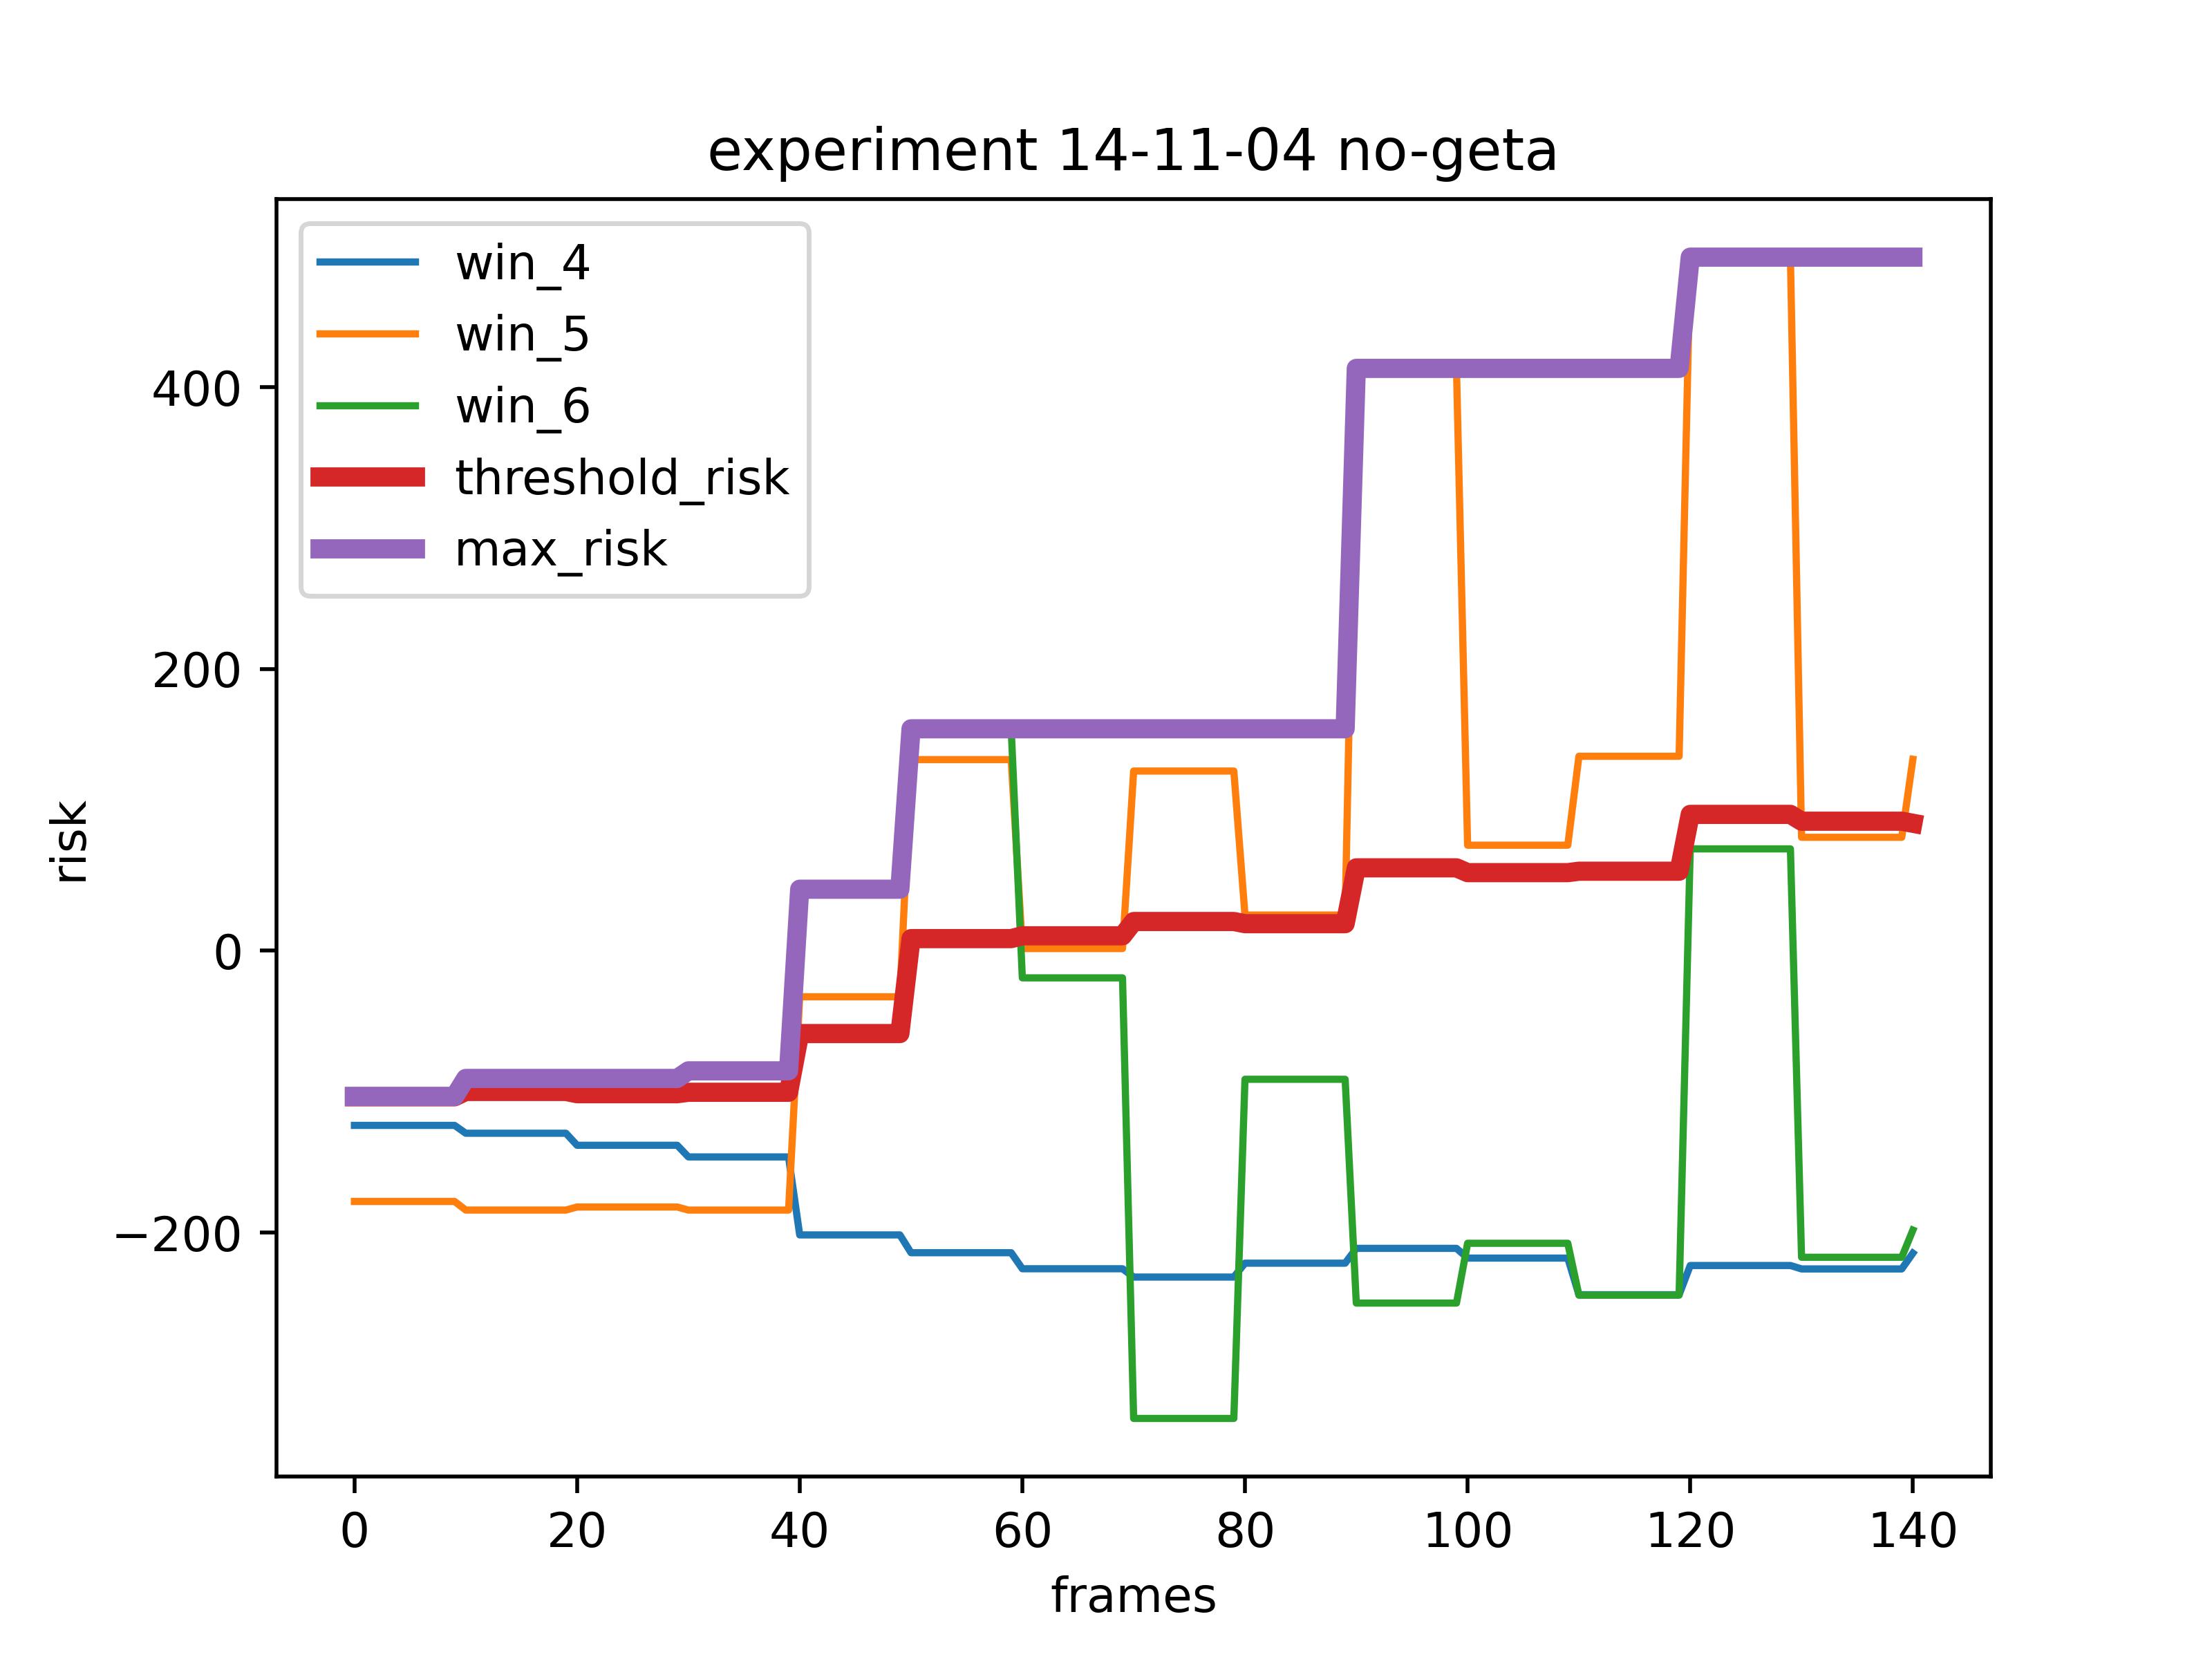 experiment 14-11-04 no-geta
win_4
win_5
win_6
threshold_risk
max_risk
400
200
0
−200
risk
0 20 40 60 80 100 120 140
frames